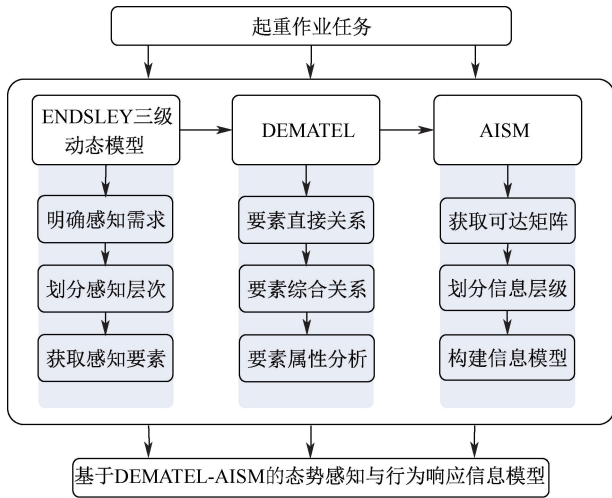 起重作业任务
ENDSLEY三级
动态模型
DEMATEL
AISM
明确感知需求
要素直接关系
获取可达矩阵
划分感知层次
要素综合关系
划分信息层级
获取感知要素
要素属性分析
构建信息模型
基于DEMATEL-AISM的态势感知与行为响应信息模型